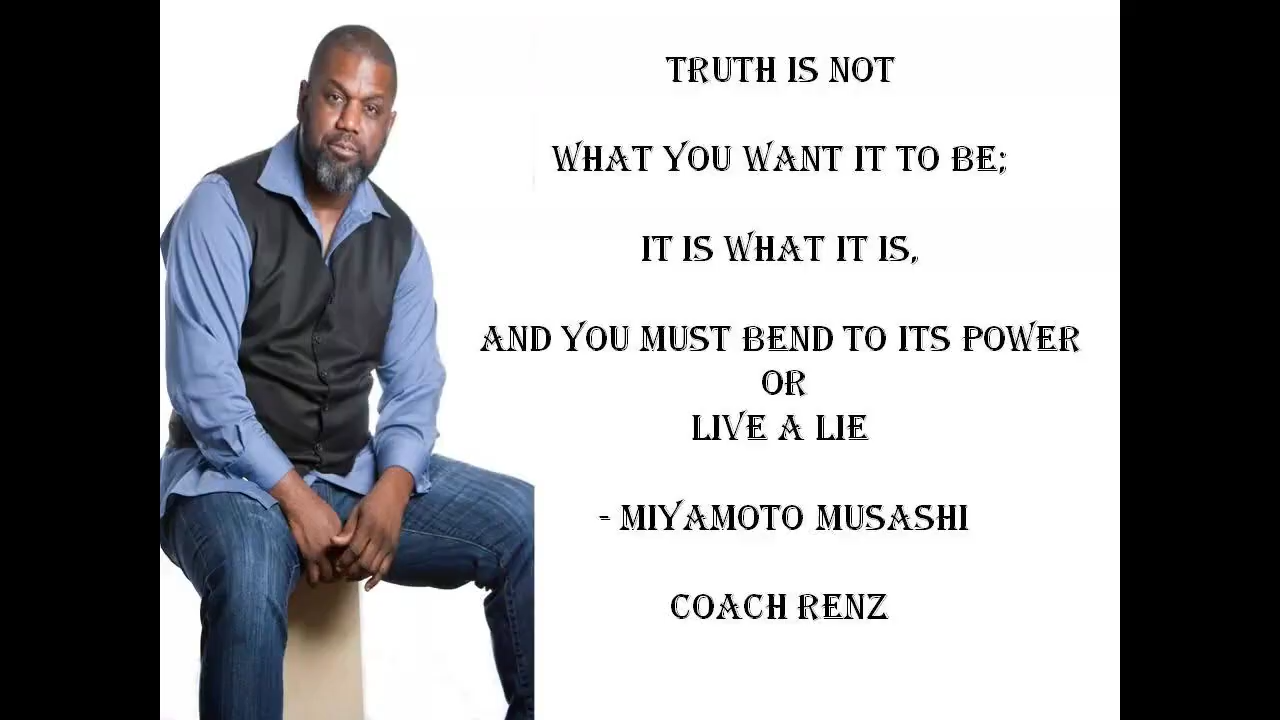 TRUTH IS NOT
WHAT YOU WANT IT TO BE;
IT IS WHAT IT IS,
AND YOU MUST BEND TO ITS POWER
OR
LIVE A LIE
- MIYAMOTO MUSASHI
COACH RENZ